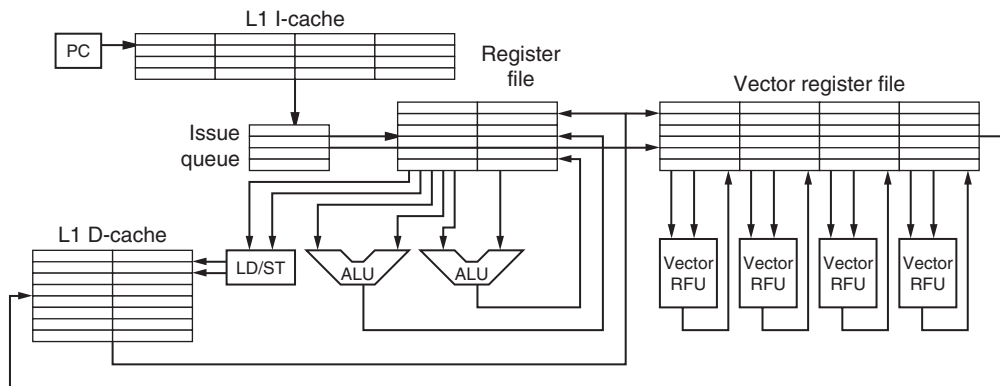 L1 I-cache
PC
Register
file
Vector register file
Issue
queue
L1 D-cache
LD/ST
ALU
ALU
Vector
RFU
Vector
RFU
Vector
RFU
Vector
RFU